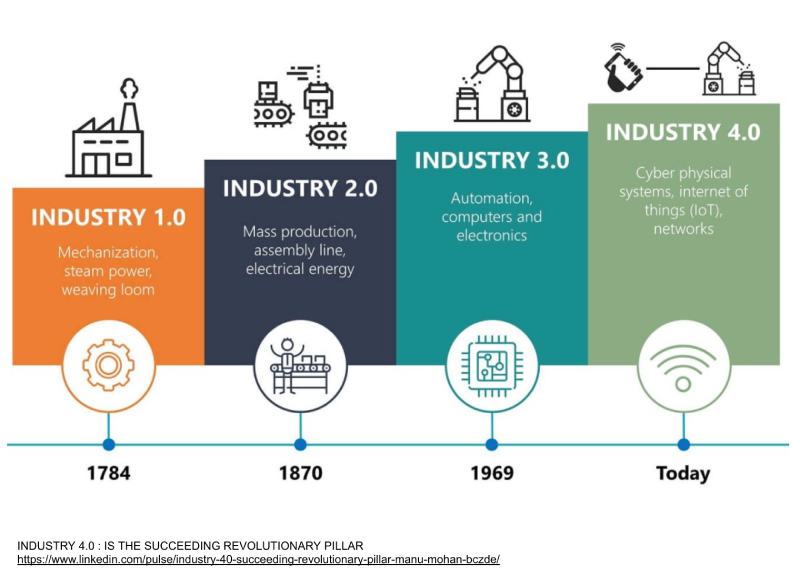 INDUSTRY 1.0
Mechanization,
steam power,
weaving loom
INDUSTRY 2.0
Mass production,
assembly line,
electrical energy
INDUSTRY 3.0
Automation,
computers and
electronics
INDUSTRY 4.0
Cyber physical
systems, internet of
things (IoT),
networks
1784
1870
1969
Today
INDUSTRY 4.0 : IS THE SUCCEEDING REVOLUTIONARY PILLAR
https://www.linkedin.com/pulse/industry-40-succeeding-revolutionary-pillar-manu-mohan-bczde/